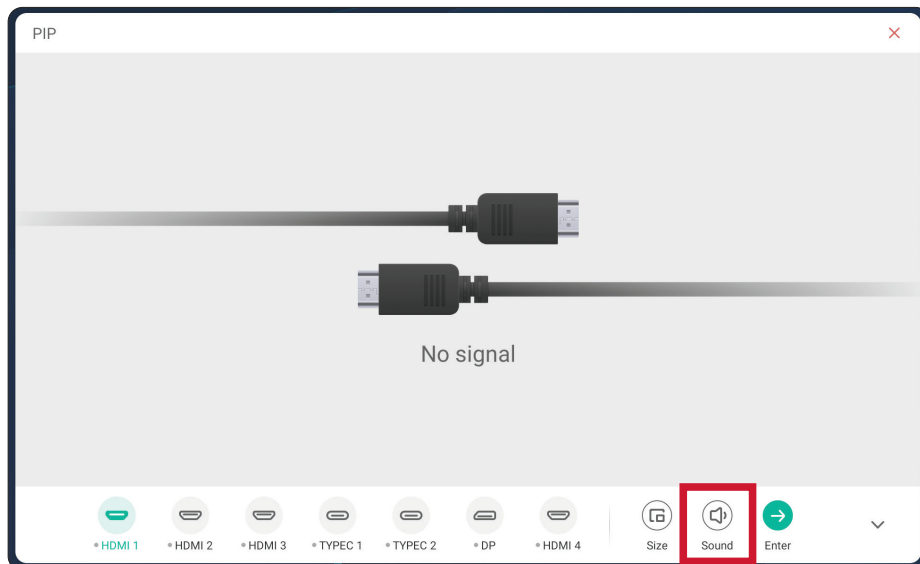 PIP
No signal
HDMI 1
HDMI 2
HDMI 3
TYPEC 1
TYPEC 2
DP
HDMI 4
Size
Sound
Enter